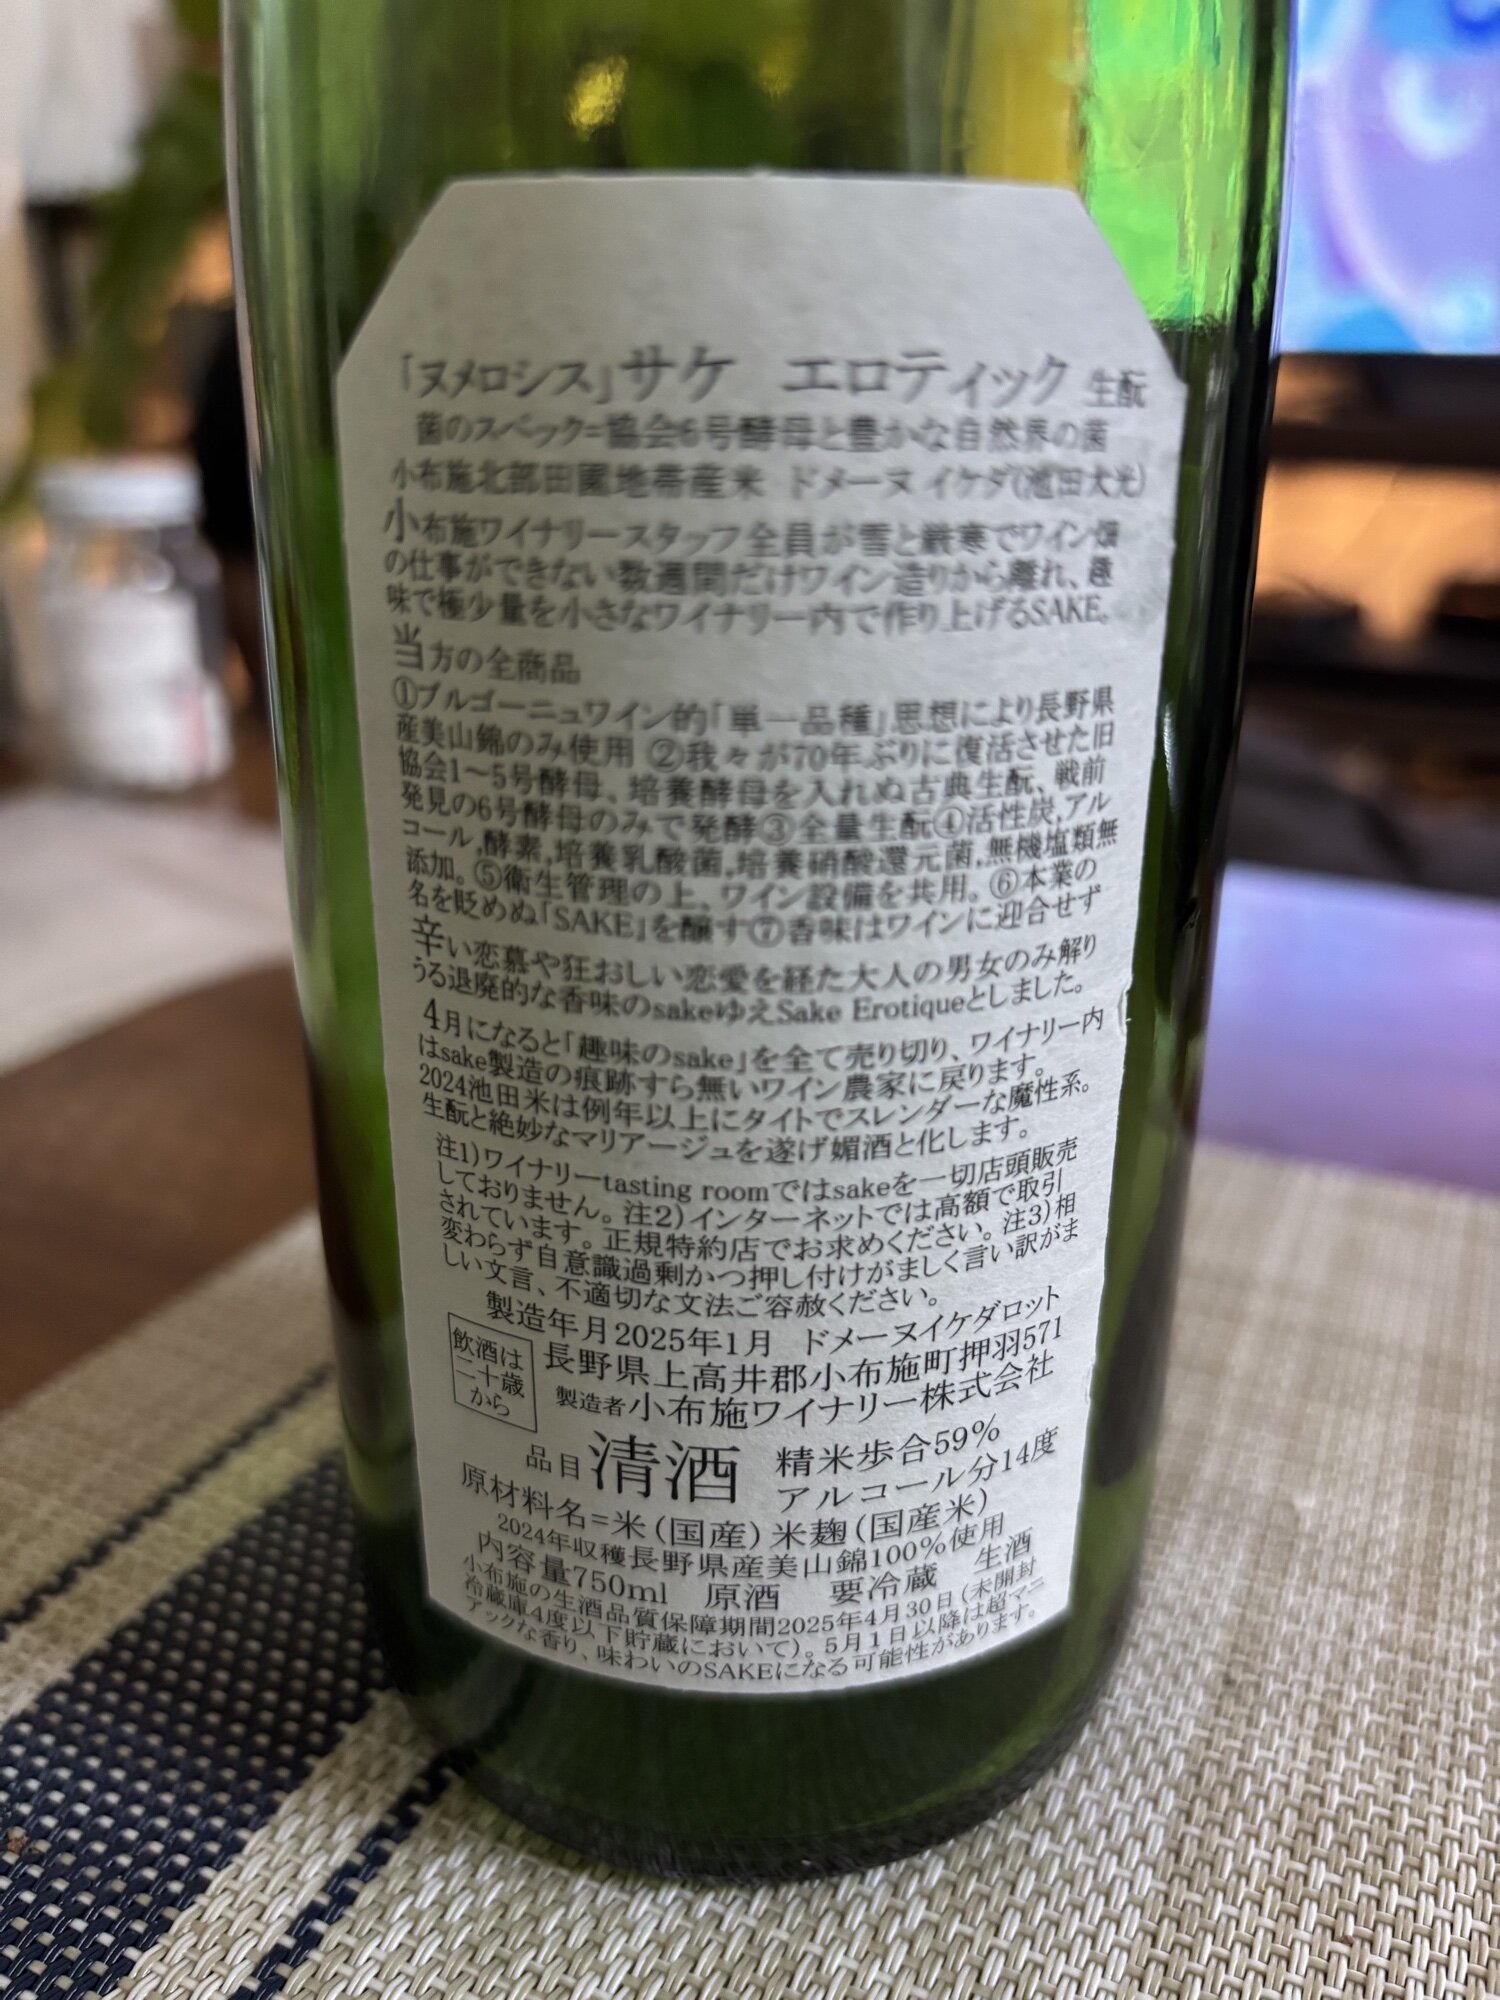 「ヌメロシス」サケ エロティック 生酛
菌のスペック=協会6号酵母と豊かな自然界の菌
小布施北部田園地帯産米 ドメーヌ イケダ(池田大光)
小布施ワイナリースタッフ全員が雪と厳寒でワイン畑
の仕事ができない数週間だけワイン造りから離れ、趣
味で極少量を小さなワイナリー内で作り上げるSAKE。
当方の全商品
①ブルゴーニュワイン的「単一品種」思想により長野県
産美山錦のみ使用 ②我々が70年ぶりに復活させた旧
協会1～5号酵母、培養酵母を入れぬ古典生酛、戦前
発見の6号酵母のみで発酵③全量生酛④活性炭,アル
コール,酵素,培養乳酸菌,培養硝酸還元菌,無機塩類無
添加。⑤衛生管理の上、ワイン設備を共用。⑥本業の
名を貶めぬ「SAKE」を醸す⑦香味はワインに迎合せず
辛い恋慕や狂おしい恋愛を経た大人の男女のみ解り
うる退廃的な香味のsakeゆえSake Erotiqueとしました。
4月になると「趣味のsake」を全て売り切り、ワイナリー内
はsake製造の痕跡すら無いワイン農家に戻ります。
2024池田米は例年以上にタイトでスレンダーな魔性系。
生酛と絶妙なマリアージュを遂げ媚酒と化します。
注1)ワイナリーtasting roomではsakeを一切店頭販売
しておりません。注2)インターネットでは高額で取引
されています。正規特約店でお求めください。注3)相
変わらず自意識過剰かつ押し付けがましく言い訳がま
しい文言、不適切な文法ご容赦ください。
製造年月2025年1月 ドメーヌイケダロット
飲酒は
二十歳
から
長野県上高井郡小布施町押羽571
製造者 小布施ワイナリー株式会社
品目 清酒 精米歩合59%
アルコール分14度
原材料名=米(国産)米麹(国産米)
2024年収穫長野県産美山錦100%使用
内容量750ml 原酒 要冷蔵 生酒
小布施の生酒品質保障期間2025年4月30日(未開封
冷蔵庫4度以下貯蔵において)。5月1日以降は超マニ
アックな香り、味わいのSAKEになる可能性があります。